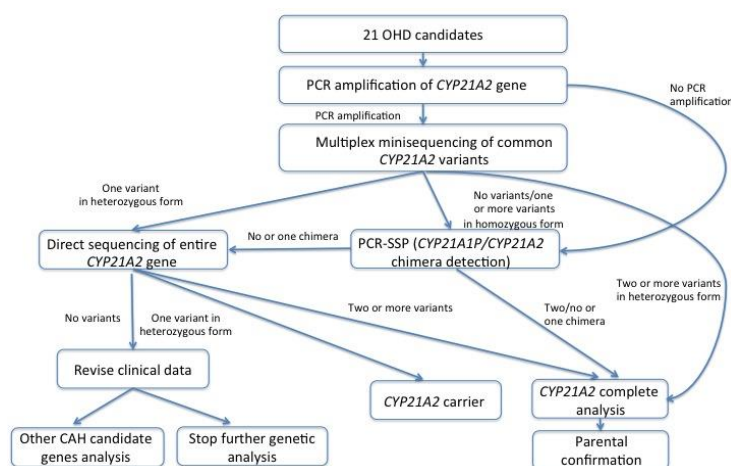 21 OHD candidates
PCR amplification of CYP21A2 gene
No PCR
amplification
PCR amplification
Multiplex minisequencing of common
CYP21A2 variants
One variant
in heterozygous form
No variants/one
or more variants
in homozygous form
Direct sequencing of entire
CYP21A2 gene
No or one chimera
PCR-SSP (CYP21A1P/CYP21A2
chimera detection)
Two or more variants
in heterozygous form
No variants
One variant in
heterozygous form
Two or more variants
Two/no or
one chimera
Revise clinical data
CYP21A2 carrier
CYP21A2 complete
analysis
Other CAH candidate
genes analysis
Stop further genetic
analysis
Parental
confirmation